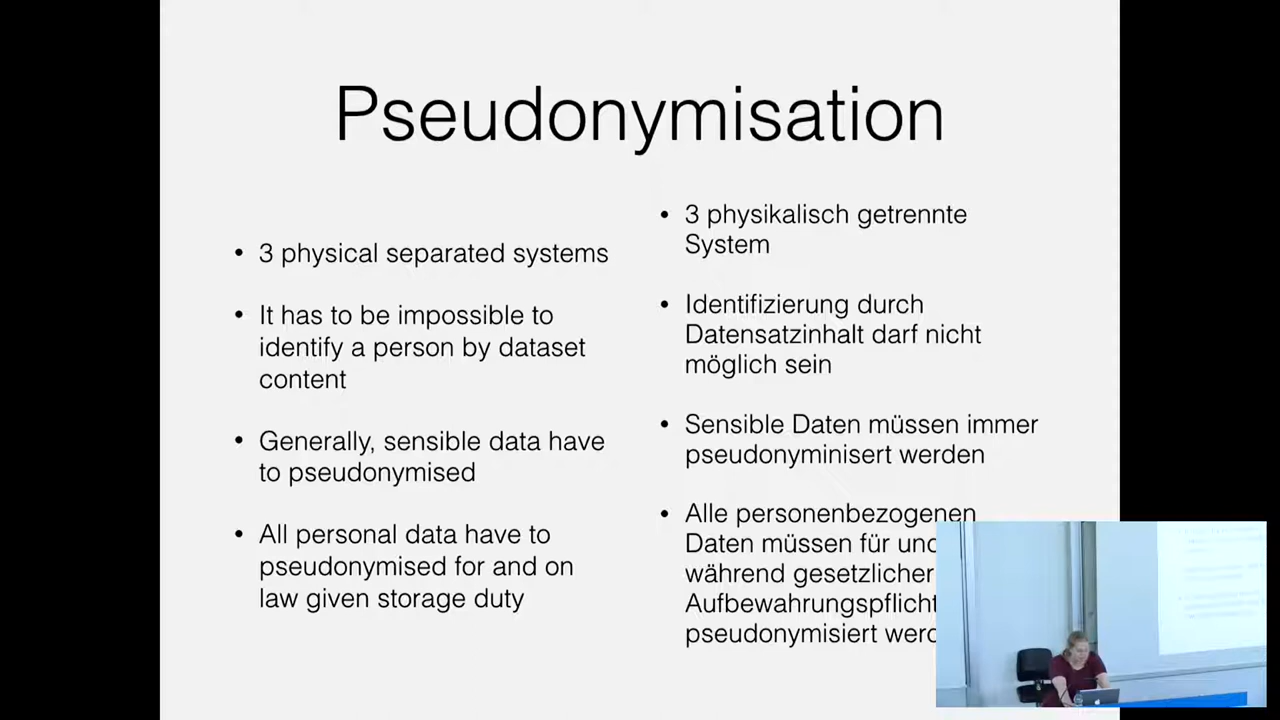 Pseudonymisation
• 3 physical separated systems
• It has to be impossible to
identify a person by dataset
content
• Generally, sensible data have
to pseudonymised
• All personal data have to
pseudonymised for and on
law given storage duty
• 3 physikalisch getrennte
System
• Identifizierung durch
Datensatzinhalt darf nicht
möglich sein
• Sensible Daten müssen immer
pseudonyminisert werden
• Alle personenbezogenen
Daten müssen für und
während gesetzlicher
Aufbewahrungspflicht
pseudonymisiert